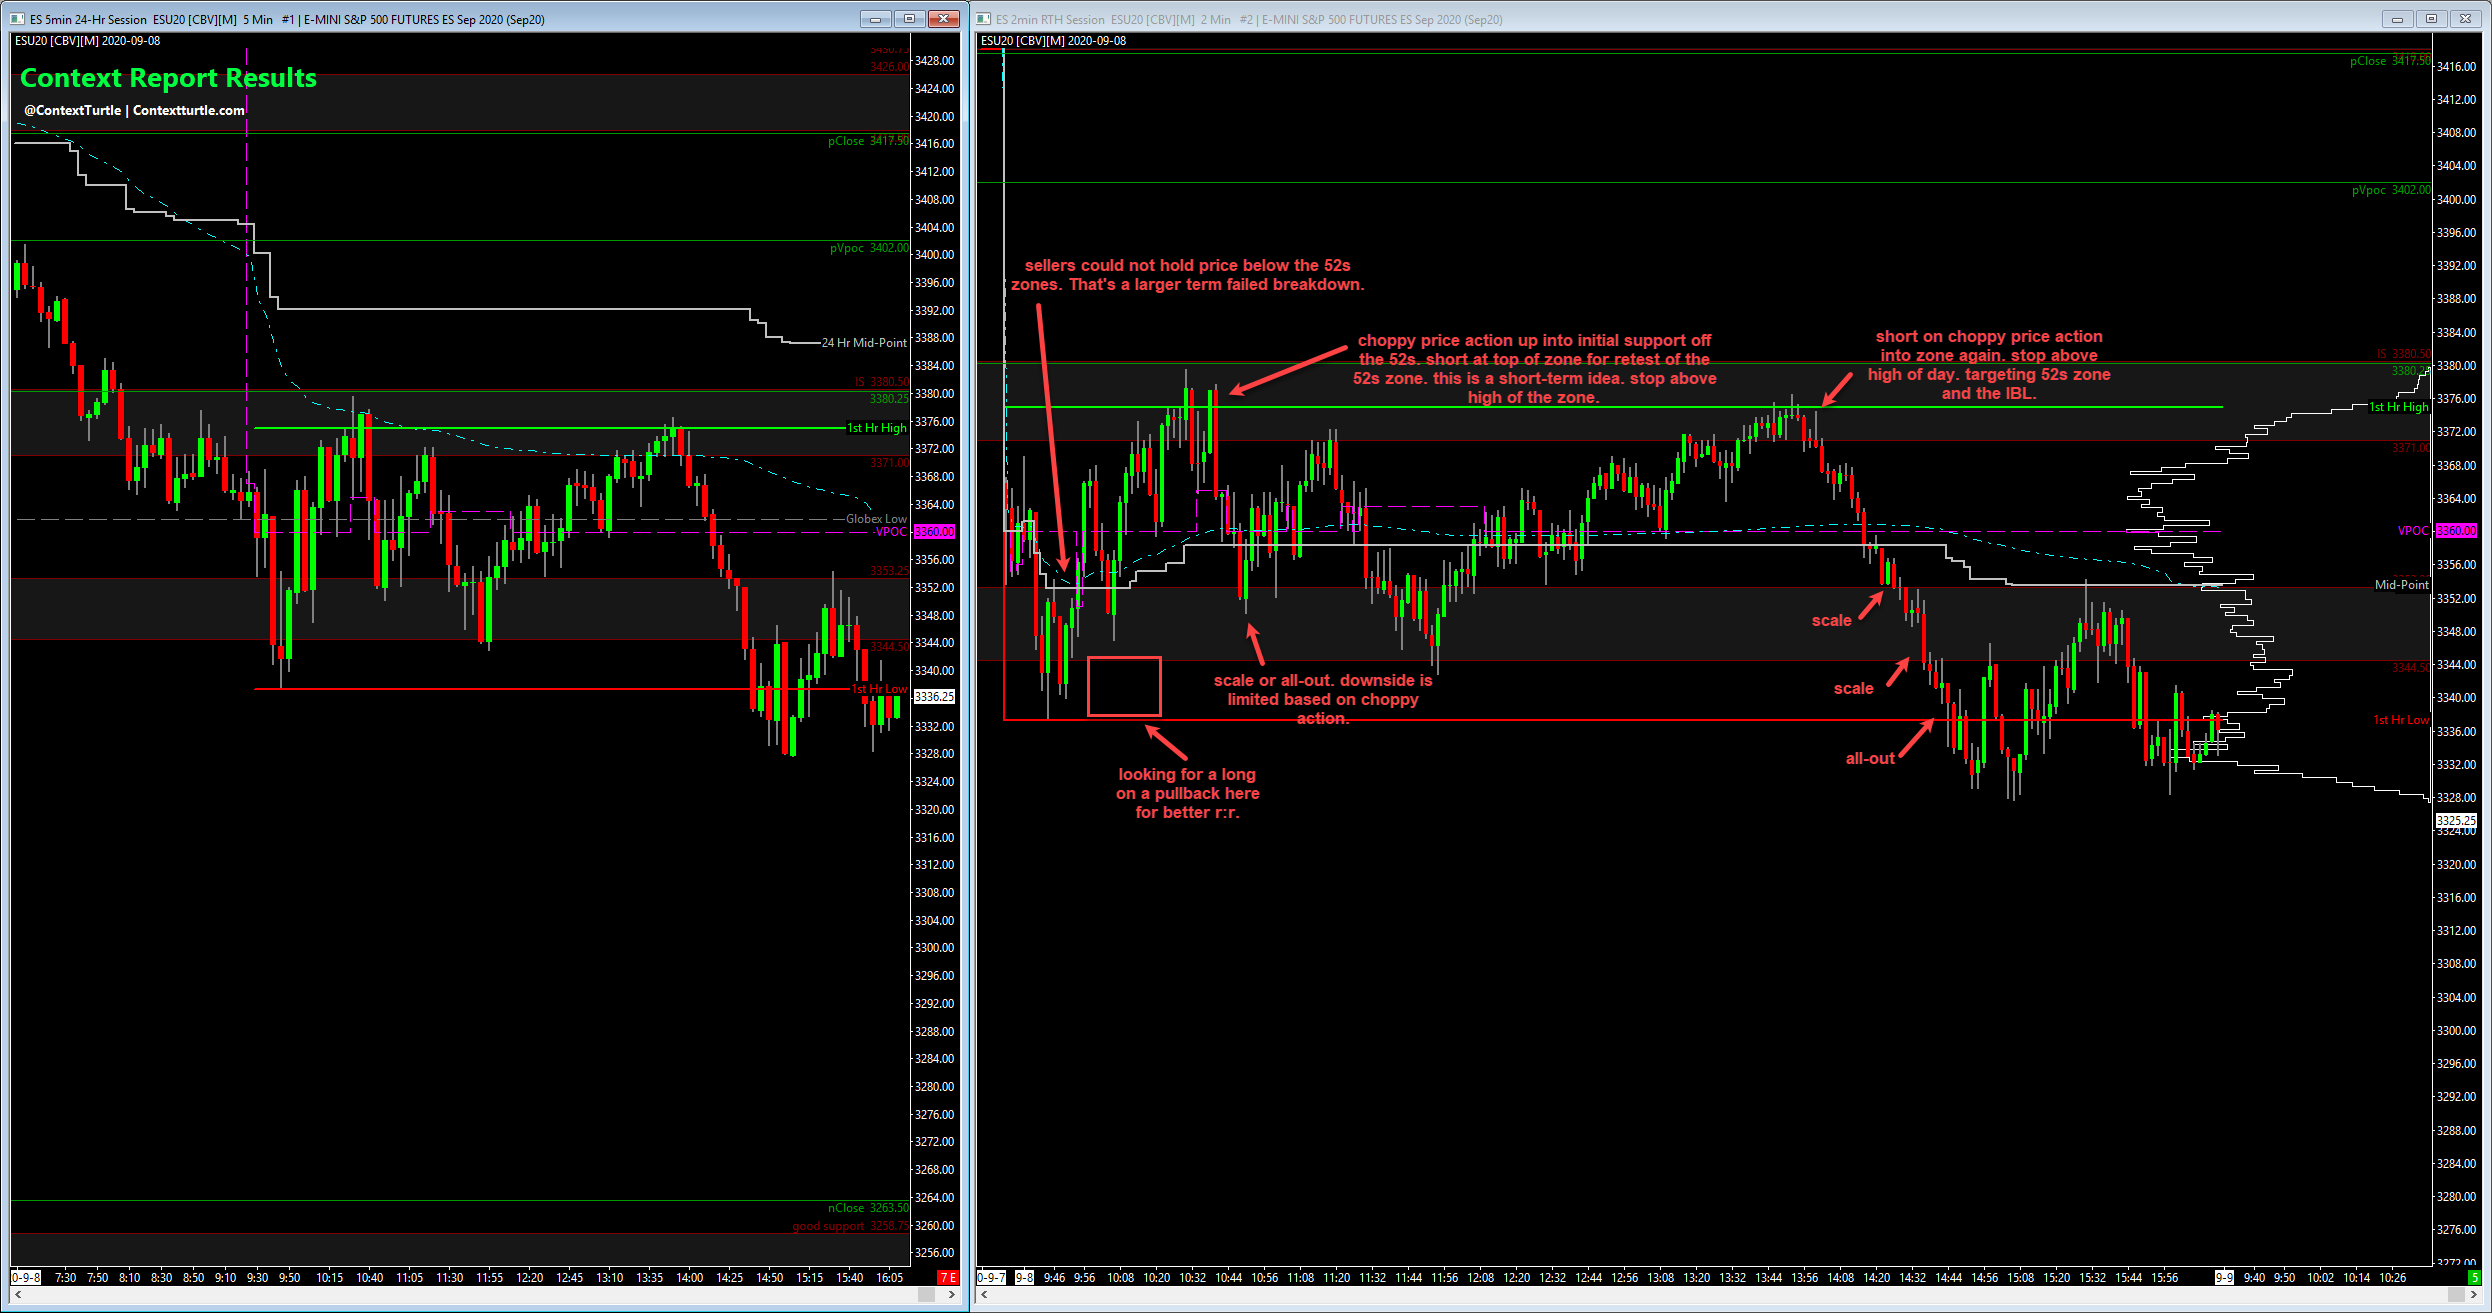 ES 5min 24-Hr Session ESU20 [CBV][M] 5 Min #1 | E-MINI S&P 500 FUTURES ES Sep 2020 (Sep20)
ESU20 [CBV][M] 2020-09-08
Context Report Results
@ContextTurtle | Contextturtle.com
3426.00
pClose 3417.50
pVpoc 3402.00
24 Hr Mid-Point
IS 3380.50
3380.25
1st Hr High
3371.00
Globex Low
VPOC
3353.25
3344.50
1st Hr Low
nClose 3263.50
good support 3258.75
3428.00
3424.00
3420.00
3416.00
3412.00
3408.00
3404.00
3400.00
3396.00
3392.00
3388.00
3384.00
3380.00
3376.00
3372.00
3368.00
3364.00
3360.00
3356.00
3352.00
3348.00
3344.00
3340.00
3336.25
3332.00
3328.00
3324.00
3320.00
3316.00
3312.00
3308.00
3304.00
3300.00
3296.00
3292.00
3288.00
3284.00
3280.00
3276.00
3272.00
3268.00
3264.00
3260.00
3256.00
0-9-8 7:30 7:50 8:10 8:30 8:50 9:10 9:30 9:50 10:15 10:40 11:05 11:30 11:55 12:20 12:45 13:10 13:35 14:00 14:25 14:50 15:15 15:40 16:05 7 E
ES 2min RTH Session ESU20 [CBV][M] 2 Min #2 | E-MINI S&P 500 FUTURES ES Sep 2020 (Sep20)
ESU20 [CBV][M] 2020-09-08
pClose 3417.50
pVpoc 3402.00
sellers could not hold price below the 52s
zones. That's a larger term failed breakdown.
choppy price action up into initial support off
the 52s. short at top of zone for retest of the
52s zone. this is a short-term idea. stop above
high of the zone.
short on choppy price action
into zone again. stop above
high of day. targeting 52s zone
and the IBL.
IS 3380.50
1st Hr High
3371.00
VPOC
Mid-Point
scale
3344.50
scale
scale or all-out. downside is
limited based on choppy
action.
1st Hr Low
all-out
looking for a long
on a pullback here
for better r:r.
3416.00
3412.00
3408.00
3404.00
3400.00
3396.00
3392.00
3388.00
3384.00
3380.00
3376.00
3372.00
3368.00
3364.00
3360.00
3356.00
3352.00
3348.00
3344.00
3340.00
3336.00
3332.00
3328.00
3325.25
3324.00
3320.00
3316.00
3312.00
3308.00
3304.00
3300.00
3296.00
3292.00
3288.00
3284.00
3280.00
3276.00
3272.00
0-9-7 9-8 9:46 9:56 10:08 10:20 10:32 10:44 10:56 11:08 11:20 11:32 11:44 11:56 12:08 12:20 12:32 12:44 12:56 13:08 13:20 13:32 13:44 13:56 14:08 14:20 14:32 14:44 14:56 15:08 15:20 15:32 15:44 15:56 9-9 9:40 9:50 10:02 10:14 10:26 5